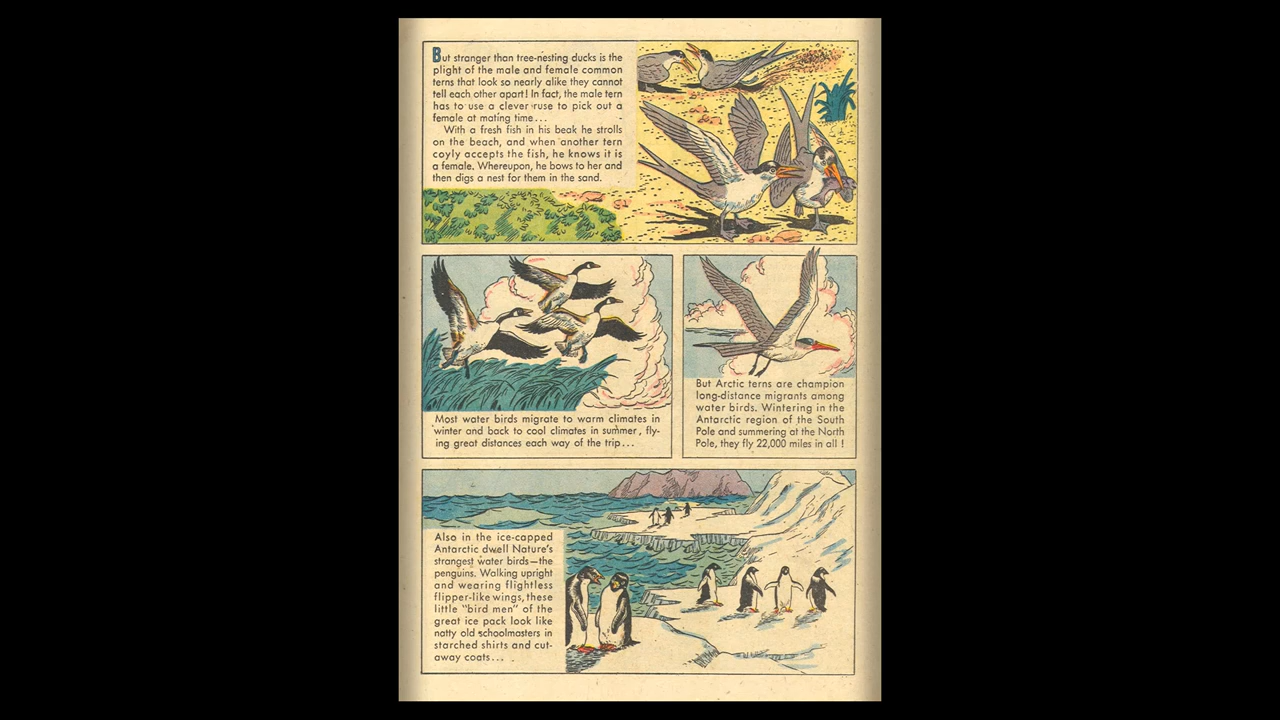 But stranger than tree-nesting ducks is the
plight of the male and female common
terns that look so nearly alike they cannot
tell each other apart! In fact, the male tern
has to use a clever ruse to pick out a
female at mating time...
With a fresh fish in his beak he strolls
on the beach, and when another tern
coyly accepts the fish, he knows it is
a female. Whereupon, he bows to her and
then digs a nest for them in the sand.
Most water birds migrate to warm climates in
winter and back to cool climates in summer, fly-
ing great distances each way of the trip...
But Arctic terns are champion
long-distance migrants among
water birds. Wintering in the
Antarctic region of the South
Pole and summering at the North
Pole, they fly 22,000 miles in all!
Also in the ice-capped
Antarctic dwell Nature's
strangest water birds—the
penguins. Walking upright
and wearing flightless
flipper-like wings, these
little "bird men" of the
great ice pack look like
natty old schoolmasters in
starched shirts and cut-
away coats...